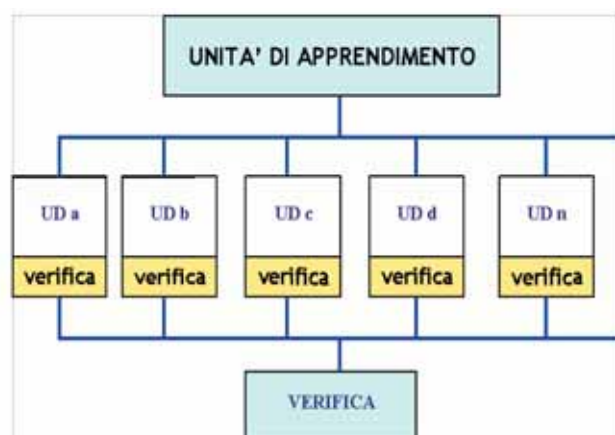 UNITA' DI APPRENDIMENTO
UD a
UD b
UD c
UD d
UD n
verifica
verifica
verifica
verifica
verifica
VERIFICA